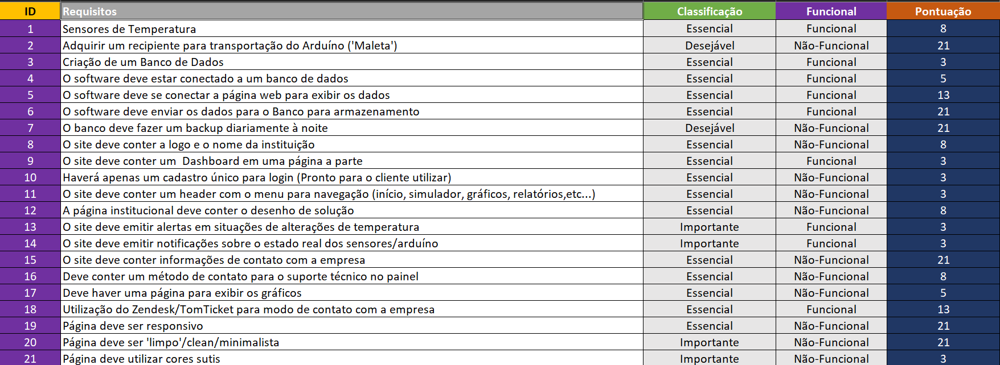 ID Requisitos Classificação Funcional Pontuação
1 Sensores de Temperatura Essencial Funcional 8
2 Adquirir um recipiente para transportação do Arduíno ('Maleta') Desejável Não-Funcional 21
3 Criação de um Banco de Dados Essencial Funcional 3
4 O software deve estar conectado a um banco de dados Essencial Funcional 5
5 O software deve se conectar a página web para exibir os dados Essencial Funcional 13
6 O software deve enviar os dados para o Banco para armazenamento Essencial Funcional 21
7 O banco deve fazer um backup diariamente à noite Desejável Não-Funcional 21
8 O site deve conter a logo e o nome da instituição Essencial Não-Funcional 8
9 O site deve conter um  Dashboard em uma página a parte Essencial Funcional 3
10 Haverá apenas um cadastro único para login (Pronto para o cliente utilizar) Essencial Não-Funcional 3
11 O site deve conter um header com o menu para navegação (início, simulador, gráficos, relatórios,etc...) Essencial Não-Funcional 3
12 A página institucional deve conter o desenho de solução Essencial Não-Funcional 8
13 O site deve emitir alertas em situações de alterações de temperatura Importante Funcional 3
14 O site deve emitir notificações sobre o estado real dos sensores/arduíno Importante Funcional 3
15 O site deve conter informações de contato com a empresa Essencial Não-Funcional 21
16 Deve conter um método de contato para o suporte técnico no painel Essencial Não-Funcional 8
17 Deve haver uma página para exibir os gráficos Essencial Não-Funcional 5
18 Utilização do Zendesk/TomTicket para modo de contato com a empresa Essencial Funcional 13
19 Página deve ser responsivo Essencial Não-Funcional 21
20 Página deve ser 'limpo'/clean/minimalista Importante Não-Funcional 21
21 Página deve utilizar cores sutis Importante Não-Funcional 3